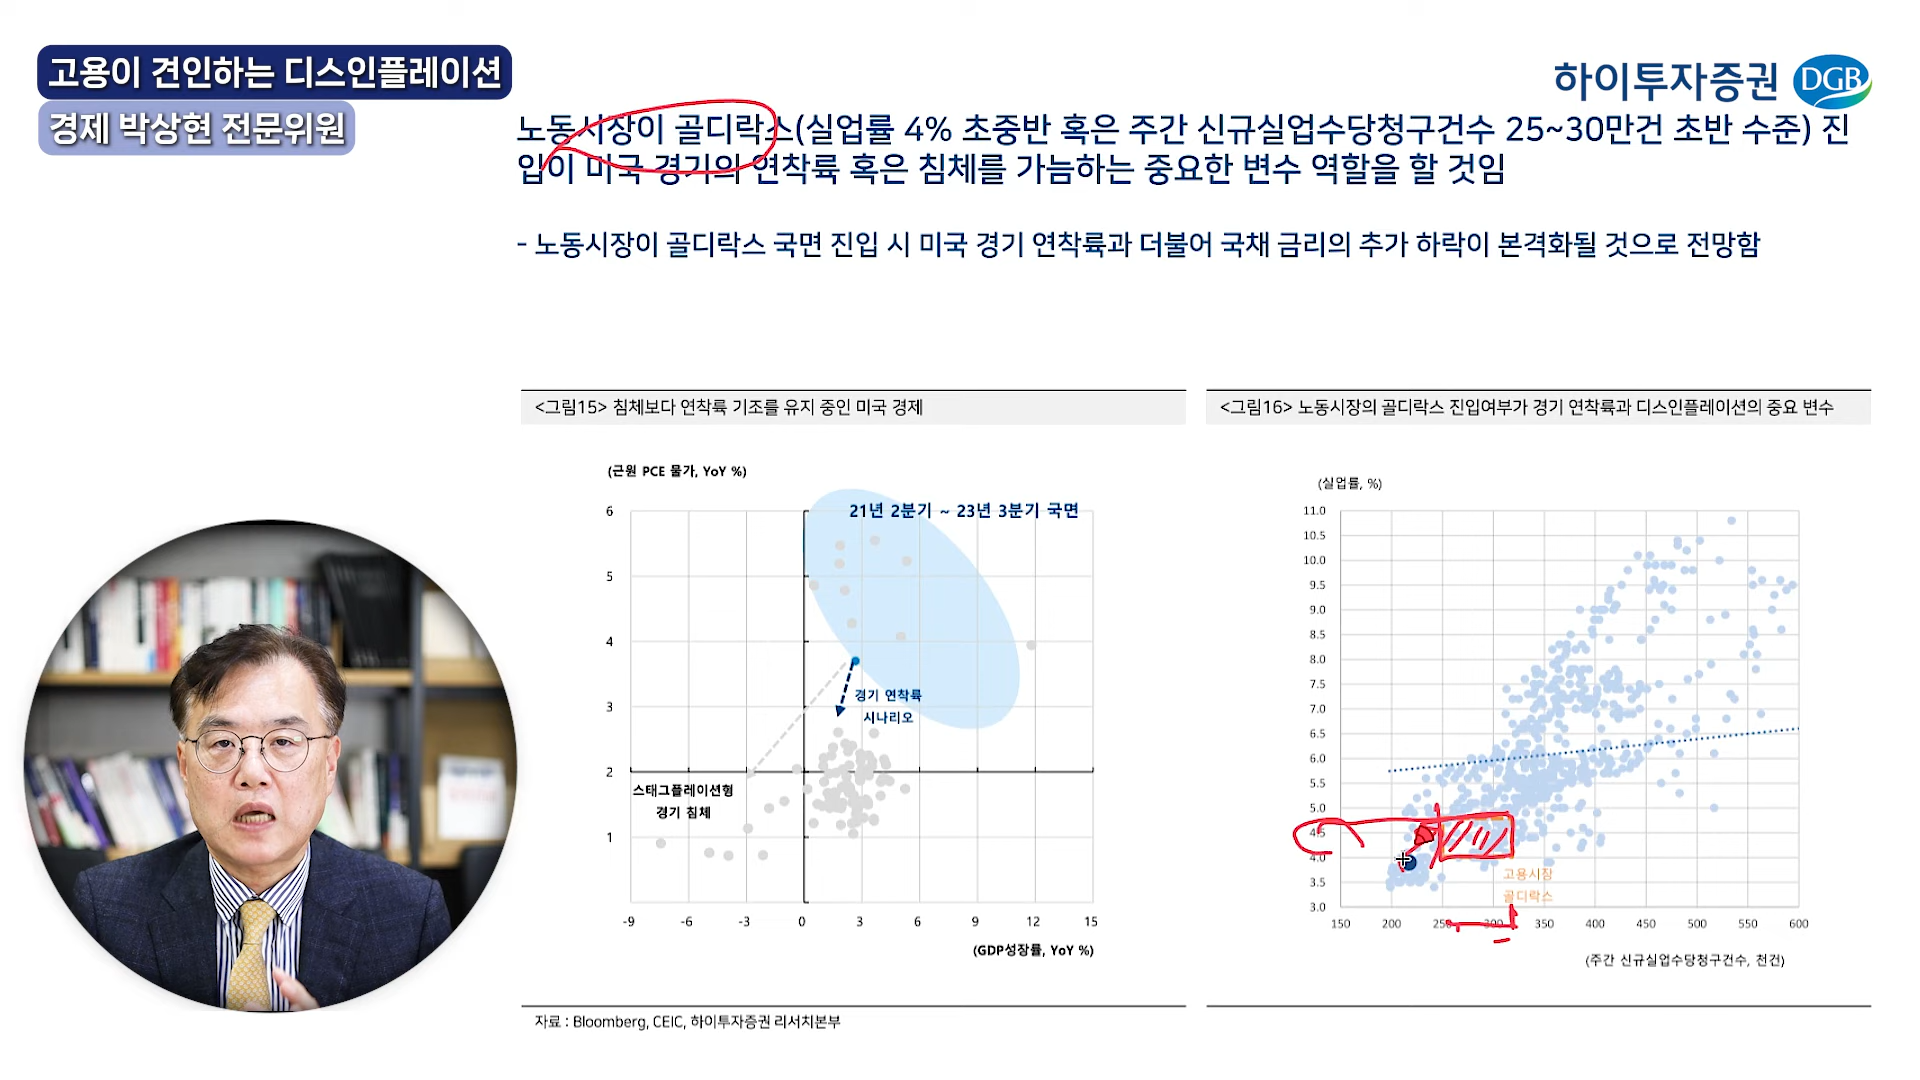 고용이 견인하는 디스인플레이션
경제 박상현 전문위원
하이투자증권 DGB
노동시장이 골디락스(실업률 4% 초중반 혹은 주간 신규실업수당청구건수 25~30만건 초반 수준) 진
입이 미국 경기의 연착륙 혹은 침체를 가늠하는 중요한 변수 역할을 할 것임
- 노동시장이 골디락스 국면 진입 시 미국 경기 연착륙과 더불어 국채 금리의 추가 하락이 본격화될 것으로 전망함
<그림15> 침체보다 연착륙 기조를 유지 중인 미국 경제
(근원 PCE 물가, YoY %)
21년 2분기 ~ 23년 3분기 국면
6
5
4
3
2
1
경기 연착륙
시나리오
스태그플레이션형
경기 침체
-9 -6 -3 0 3 6 9 12 15
(GDP성장률, YoY %)
<그림16> 노동시장의 골디락스 진입여부가 경기 연착륙과 디스인플레이션의 중요 변수
(실업률, %)
11.0
10.5
10.0
9.5
9.0
8.5
8.0
7.5
7.0
6.5
6.0
5.5
5.0
4.5
4.0
3.5
3.0
고용시장
골디락스
150 200 250 300 350 400 450 500 550 600
(주간 신규실업수당청구건수, 천건)
자료 : Bloomberg, CEIC, 하이투자증권 리서치본부